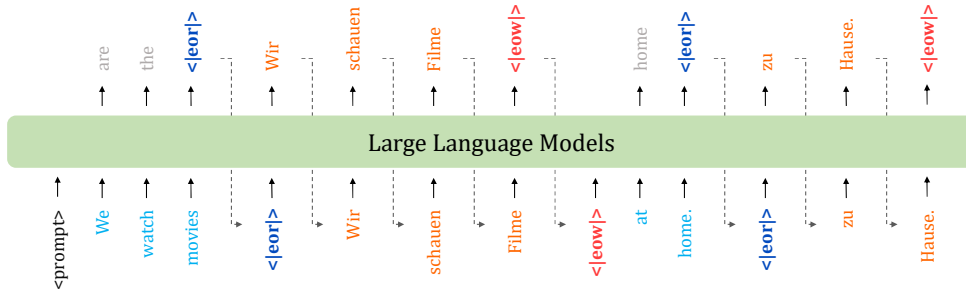 are the <|eor|> Wir schauen Filme <|eow|> home <|eor|> zu Hause. <|eow|>
Large Language Models
<prompt> We watch movies <|eor|> Wir schauen Filme <|eow|> at home. <|eor|> zu Hause.